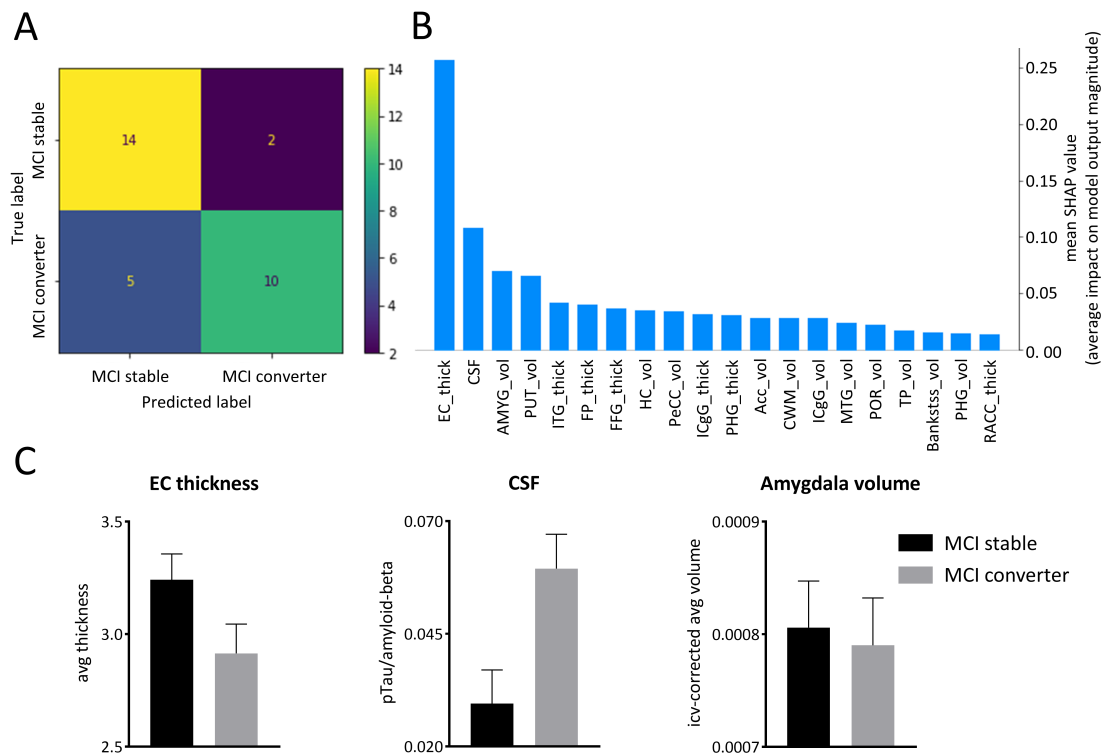 A
14
2
5
10
True label
MCI stable
MCI converter
MCI stable
MCI converter
Predicted label
14
12
10
8
6
4
2
B
0.25
0.20
0.15
0.10
0.05
0.00
mean SHAP value
(average impact on model output magnitude)
EC_thick
CSF
AMYG_vol
PUT_vol
ITG_thick
FP_thick
FFG_thick
HC_vol
PeCC_vol
ICgG_thick
PHG_thick
Acc_vol
CWM_vol
ICgG_vol
MTG_vol
POR_vol
TP_vol
Bankstss_vol
PHG_vol
RACC_thick
C
EC thickness
avg thickness
3.5
3.0
2.5
CSF
pTau/amyloid-beta
0.070
0.045
0.020
Amygdala volume
icv-corrected avg volume
0.0009
0.0008
0.0007
MCI stable
MCI converter